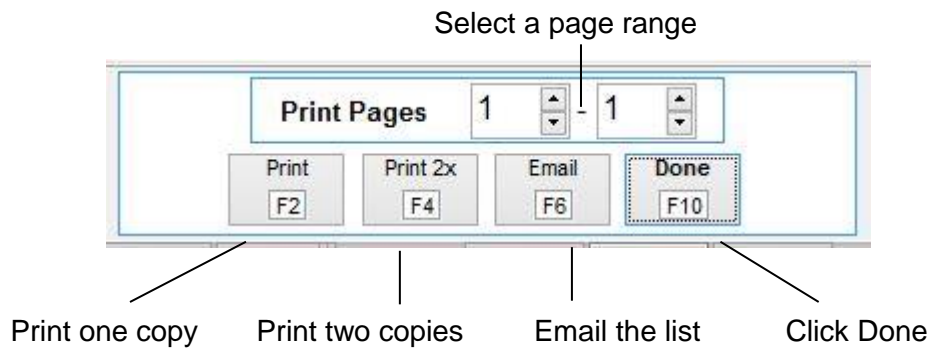 Select a page range
Print Pages 1 - 1
Print Print 2x Email Done
F2 F4 F6 F10
Print one copy Print two copies Email the list Click Done